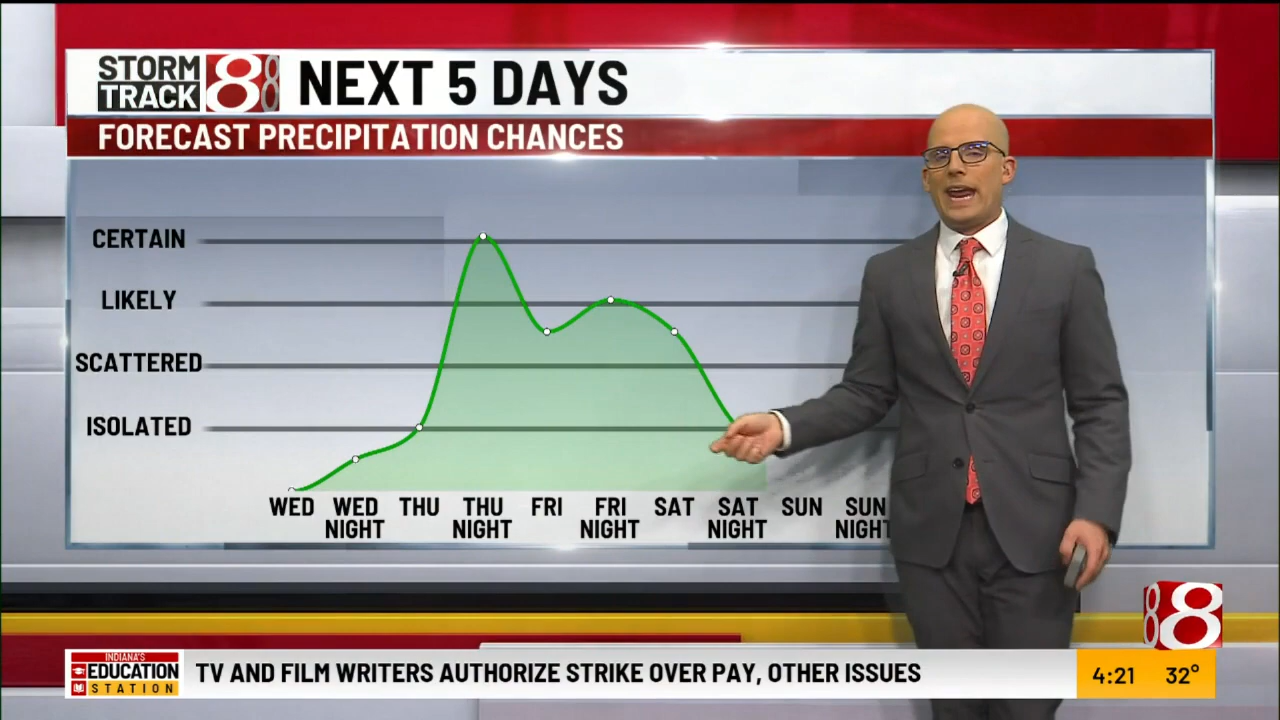 STORM
TRACK
8
NEXT 5 DAYS
FORECAST PRECIPITATION CHANCES
CERTAIN
LIKELY
SCATTERED
ISOLATED
WED
WED
NIGHT
THU
THU
NIGHT
FRI
FRI
NIGHT
SAT
SAT
NIGHT
SUN
SUN
NIGHT
8
INDIANA'S
EDUCATION
STATION
TV AND FILM WRITERS AUTHORIZE STRIKE OVER PAY, OTHER ISSUES
4:21 32°